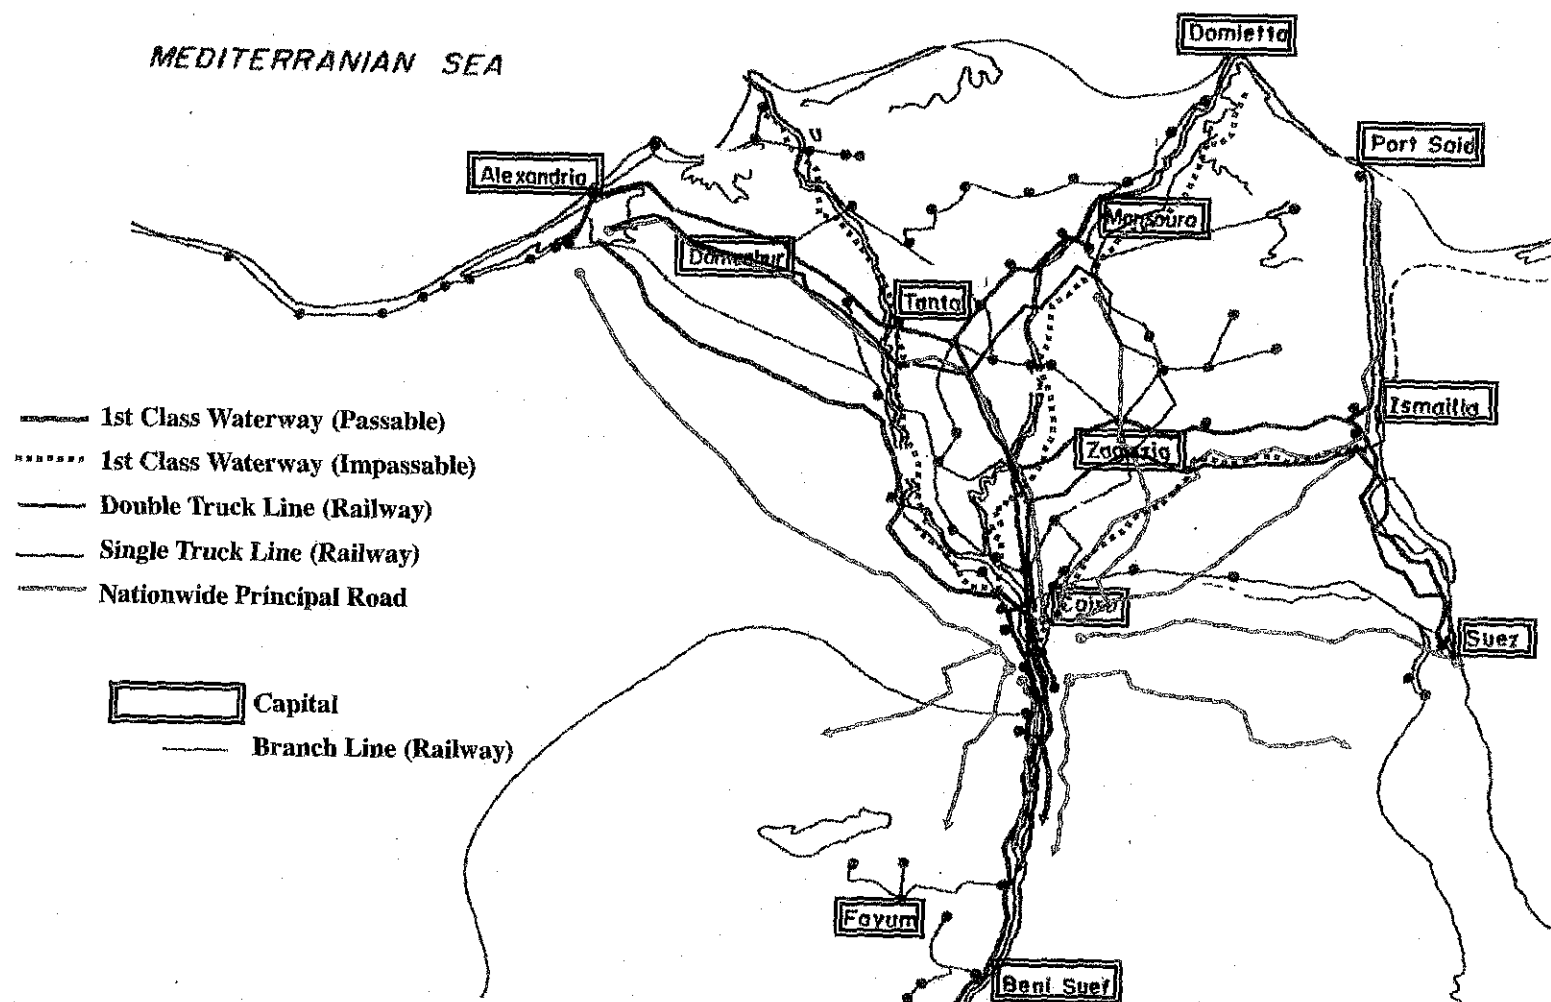 MEDITERRANIAN SEA
Damietta
Port Said
Alexandria
Mansoura
Damanhur
Tanta
Ismailia
Zagazig
1st Class Waterway (Passable)
1st Class Waterway (Impassable)
Double Truck Line (Railway)
Single Truck Line (Railway)
Nationwide Principal Road
Cairo
Suez
Capital
Branch Line (Railway)
Fayum
Beni Suef